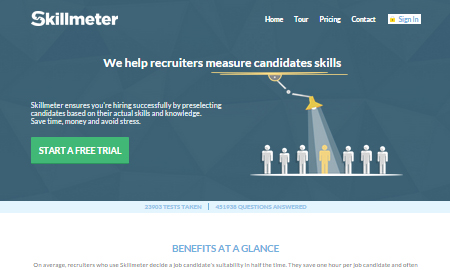 Skillmeter
Home Tour Pricing Contact Sign In
We help recruiters measure candidates skills
Skillmeter ensures you're hiring successfully by preselecting
candidates based on their actual skills and knowledge.
Save time, money and avoid stress.
START A FREE TRIAL
33903 TESTS TAKEN | 431938 QUESTIONS ANSWERED
BENEFITS AT A GLANCE
On average, recruiters who use Skillmeter decide a job candidate's suitability in half the time. They save one hour per job candidate and often